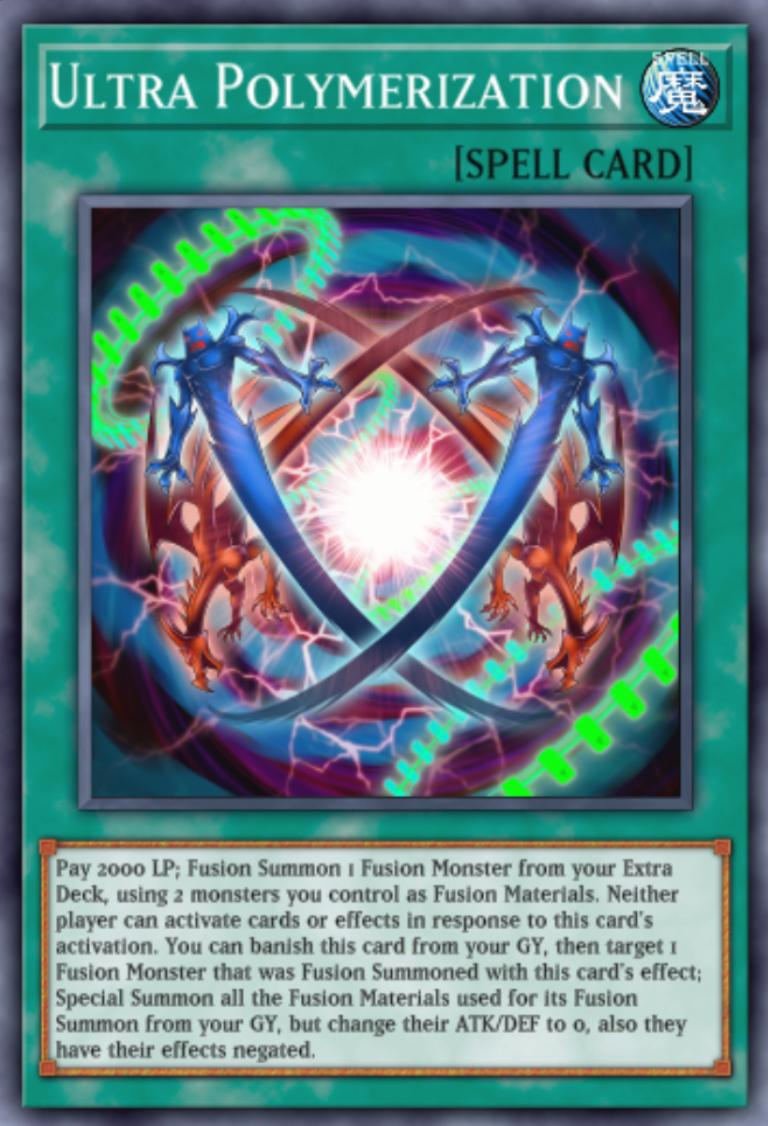 ULTRA POLYMERIZATION
SPELL
魔
[SPELL CARD]
Pay 2000 LP; Fusion Summon 1 Fusion Monster from your Extra
Deck, using 2 monsters you control as Fusion Materials. Neither
player can activate cards or effects in response to this card's
activation. You can banish this card from your GY, then target 1
Fusion Monster that was Fusion Summoned with this card's effect;
Special Summon all the Fusion Materials used for its Fusion
Summon from your GY, but change their ATK/DEF to 0, also they
have their effects negated.